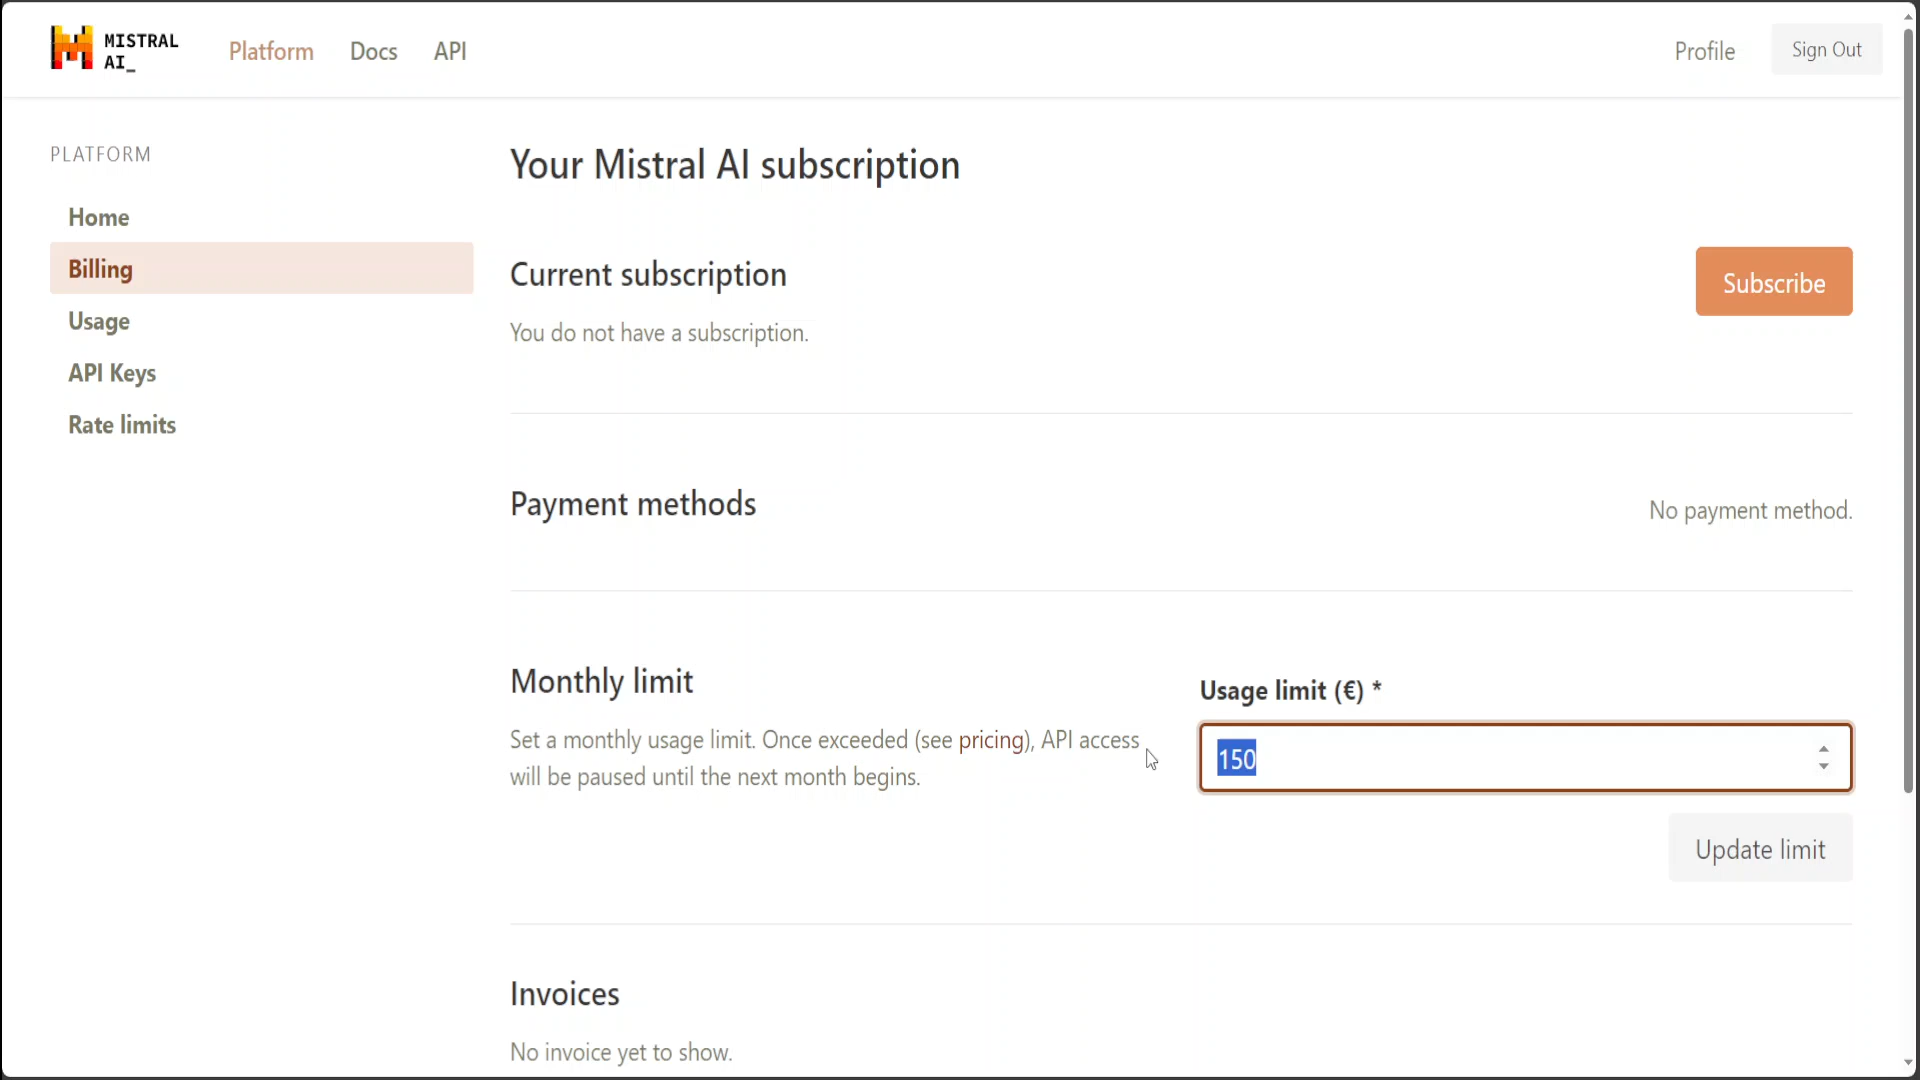 MISTRAL
AI_
Platform
Docs
API
Profile
Sign Out
PLATFORM
Home
Billing
Usage
API Keys
Rate limits
Your Mistral AI subscription
Current subscription
You do not have a subscription.
Subscribe
Payment methods
No payment method.
Monthly limit
Set a monthly usage limit. Once exceeded (see pricing), API access
will be paused until the next month begins.
Usage limit (€) *
150
Update limit
Invoices
No invoice yet to show.